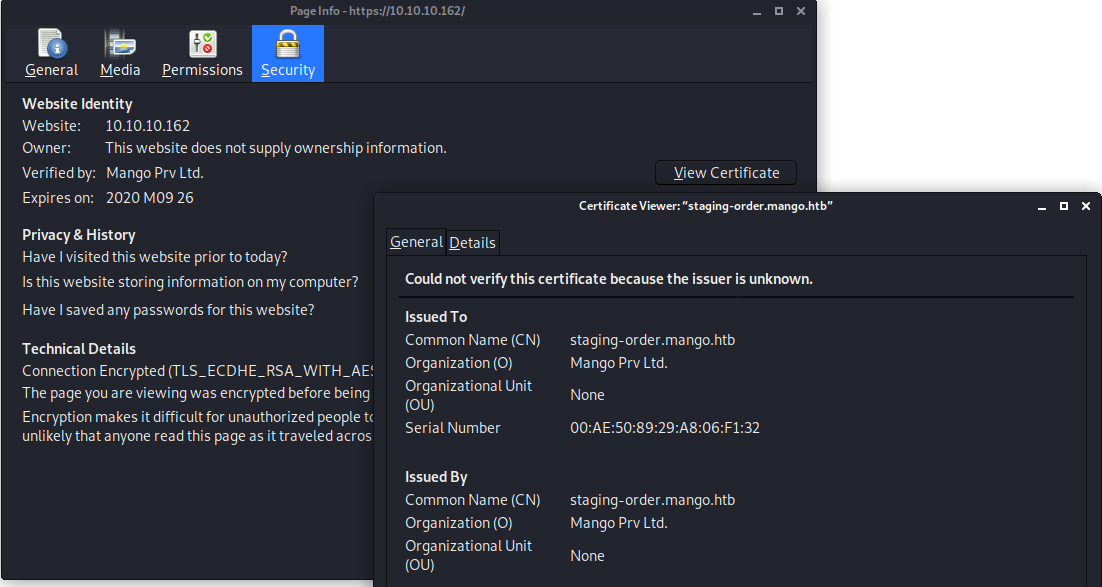 Page Info - https://10.10.10.162/
General Media Permissions Security
Website Identity
Website: 10.10.10.162
Owner: This website does not supply ownership information.
Verified by: Mango Prv Ltd.
View Certificate
Expires on: 2020 M09 26
Privacy & History
Have I visited this website prior to today?
Is this website storing information on my computer?
Have I saved any passwords for this website?
Technical Details
Connection Encrypted (TLS_ECDHE_RSA_WITH_AES
The page you are viewing was encrypted before being
Encryption makes it difficult for unauthorized people to
unlikely that anyone read this page as it traveled across
Certificate Viewer: “staging-order.mango.htb”
General Details
Could not verify this certificate because the issuer is unknown.
Issued To
Common Name (CN) staging-order.mango.htb
Organization (O) Mango Prv Ltd.
Organizational Unit (OU) None
Serial Number 00:AE:50:89:29:A8:06:F1:32
Issued By
Common Name (CN) staging-order.mango.htb
Organization (O) Mango Prv Ltd.
Organizational Unit (OU) None